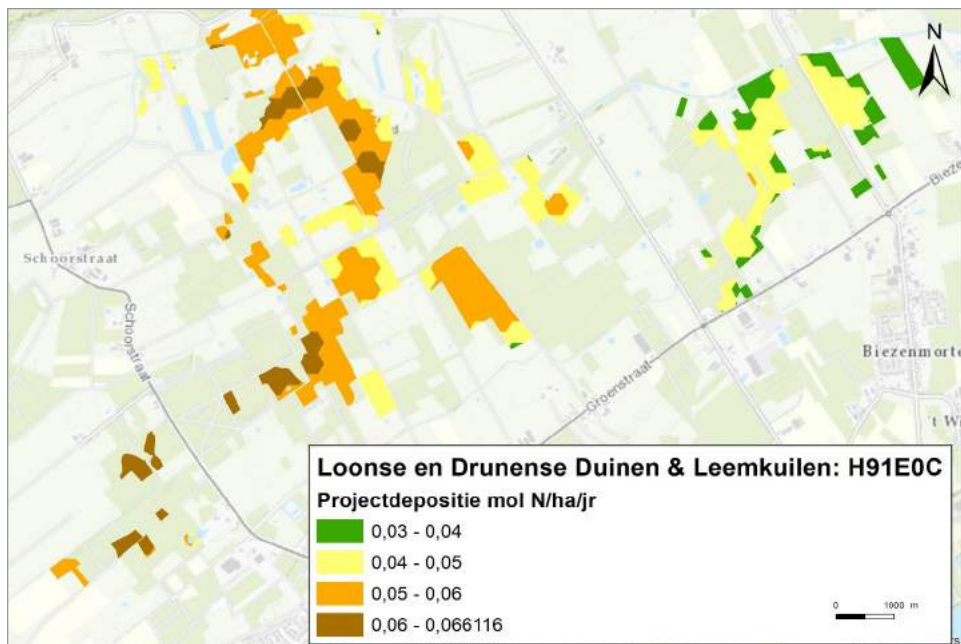 N
Schoorstraat
Schoorstraat
Groenstraat
Biezen
Biezenmorte
't Wi
Loonse en Drunense Duinen & Leemkuilen: H91E0C
Projectdepositie mol N/ha/jr
0,03 - 0,04
0,04 - 0,05
0,05 - 0,06
0,06 - 0,066116
0 1000 m